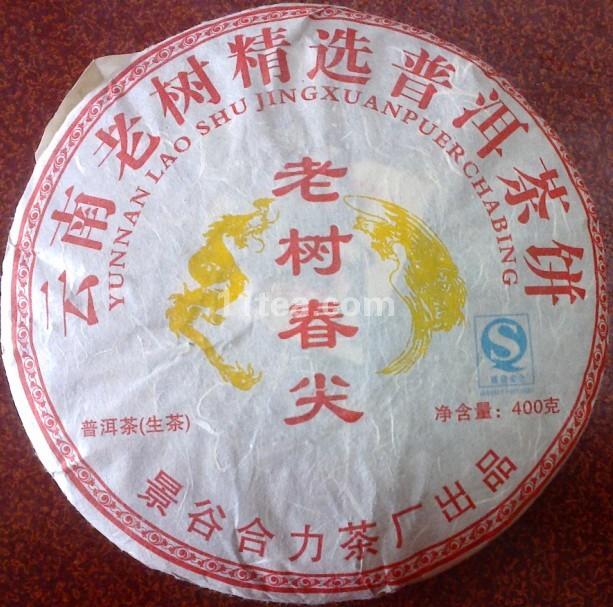 云南老树精选普洱茶饼
YUNNAN LAO SHU JINGXUANPUERCHABING
老树春尖
11tea.com
普洱茶(生茶)
净含量：400克
景谷合力茶厂出品